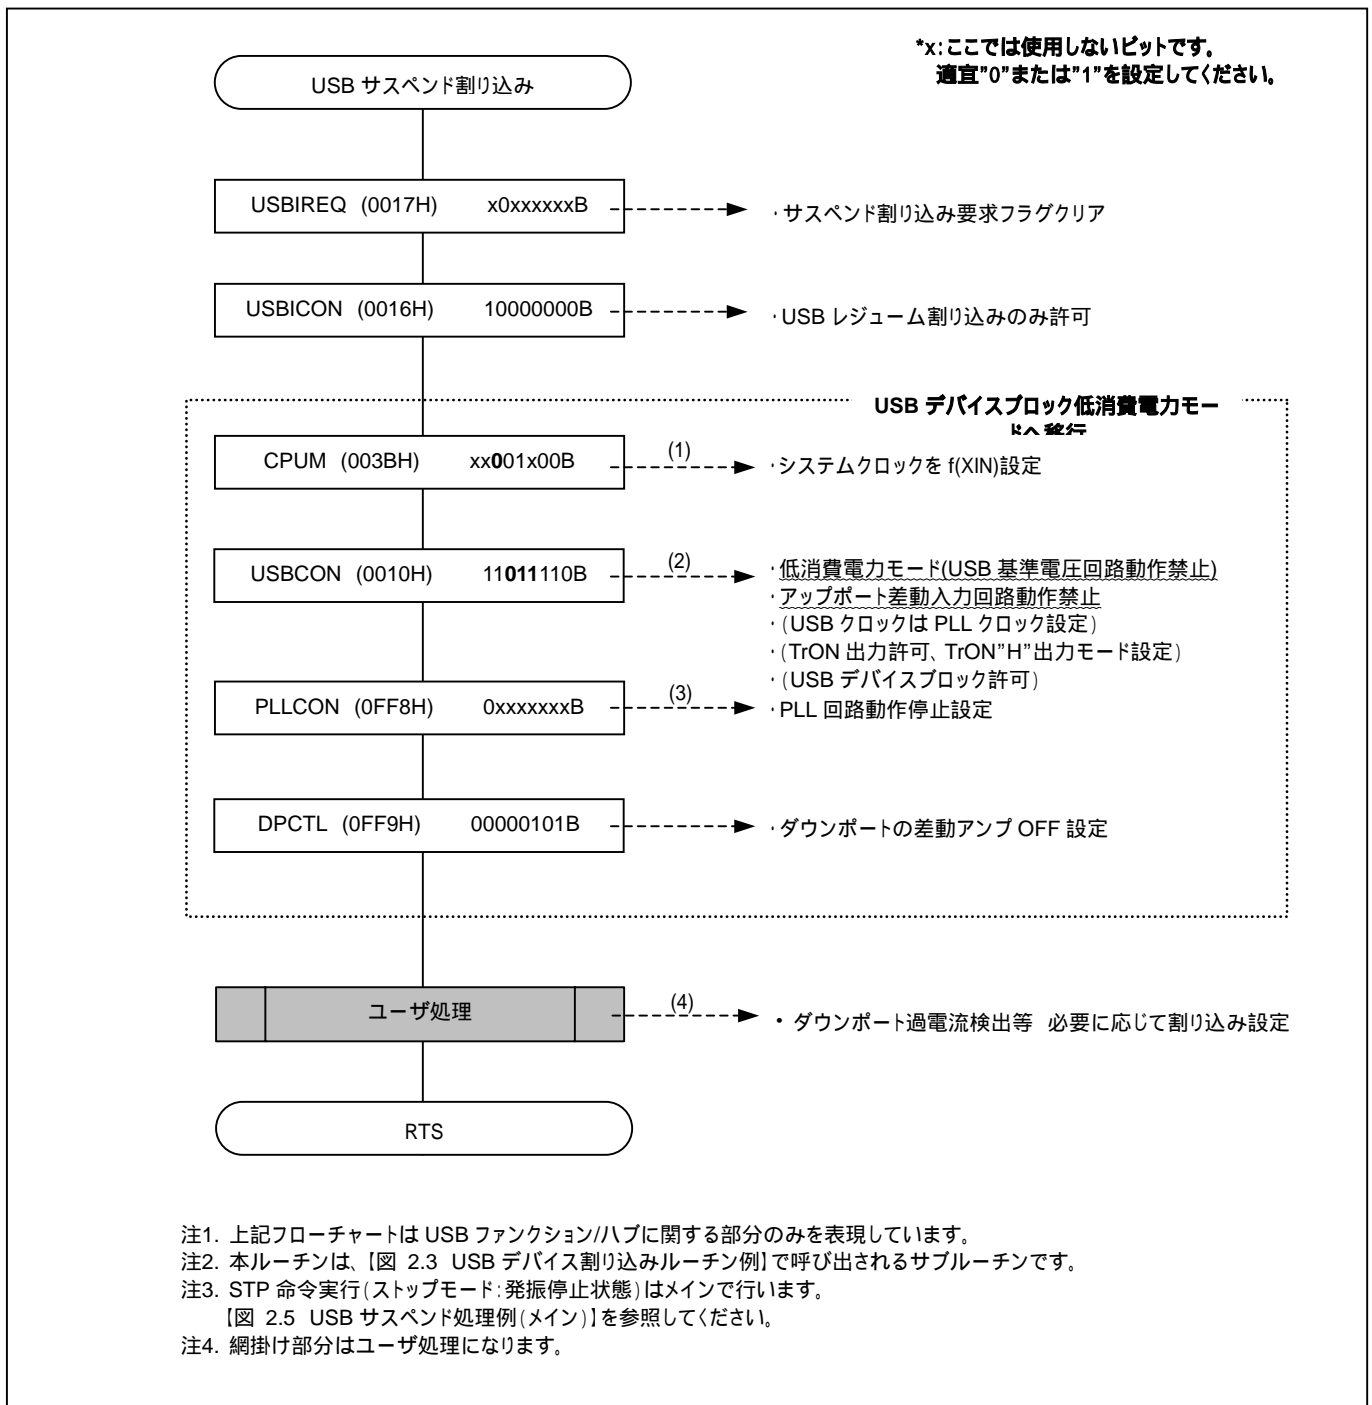 *x:ここでは使用しないビットです。
適宜"0"または"1"を設定してください。
USB サスペンド割り込み
USBIREQ (0017H) x0xxxxxxB
・サスペンド割り込み要求フラグクリア
USBICON (0016H) 10000000B
・USB レジューム割り込みのみ許可
USB デバイスブロック低消費電力モー
ドへ移行
CPUM (003BH) xx001x00B
(1)
・システムクロックを f(XIN)設定
USBCON (0010H) 11011110B
(2)
・低消費電力モード(USB 基準電圧回路動作禁止)
・アップポート差動入力回路動作禁止
・(USB クロックは PLL クロック設定)
・(TrON 出力許可、TrON"H"出力モード設定)
・(USB デバイスブロック許可)
PLLCON (0FF8H) 0xxxxxxxB
(3)
・PLL 回路動作停止設定
DPCTL (0FF9H) 00000101B
・ダウンポートの差動アンプ OFF 設定
ユーザ処理
(4)
・ダウンポート過電流検出等 必要に応じて割り込み設定
RTS
注1. 上記フローチャートは USB ファンクション/ハブに関する部分のみを表現しています。
注2. 本ルーチンは、【図 2.3 USB デバイス割り込みルーチン例】で呼び出されるサブルーチンです。
注3. STP 命令実行(ストップモード:発振停止状態)はメインで行います。
【図 2.5 USB サスペンド処理例(メイン)】を参照してください。
注4. 網掛け部分はユーザ処理になります。